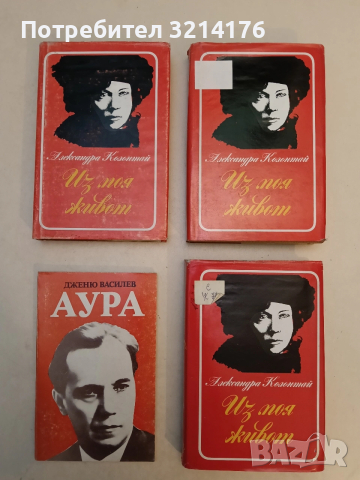 Потребител 3214176
Александра Колонтай
Из моя
живот
Александра Колонтай
Из моя
живот
ДЖЕНЮ ВАСИЛЕВ
АУРА
Александра Колонтай
Из моя
живот
BAZAR